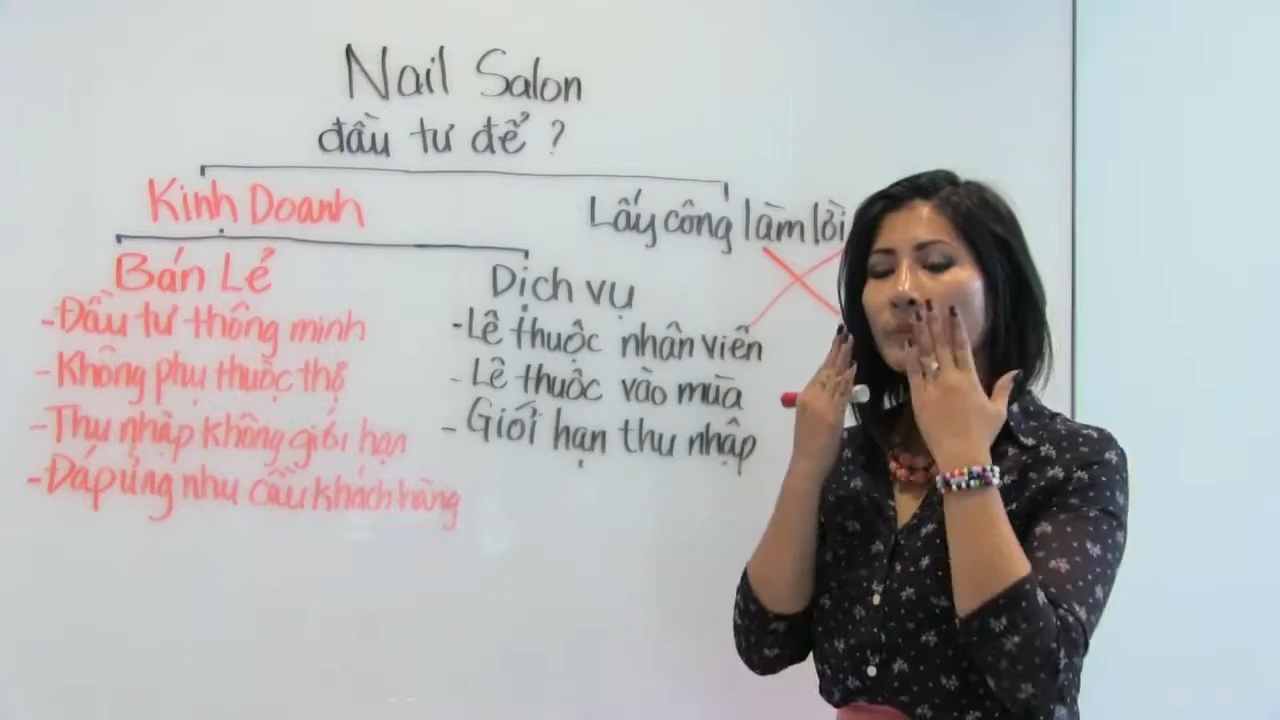 Nail Salon
đầu tư để ?
Kinh Doanh
Lấy công làm lời
Bán Lẻ
- Đầu tư thông minh
- Không phụ thuộc thợ
- Thu nhập không giới hạn
- Đáp ứng nhu cầu khách hàng
Dịch vụ
- Lê thuộc nhân viên
- Lê thuộc vào mùa
- Giới hạn thu nhập